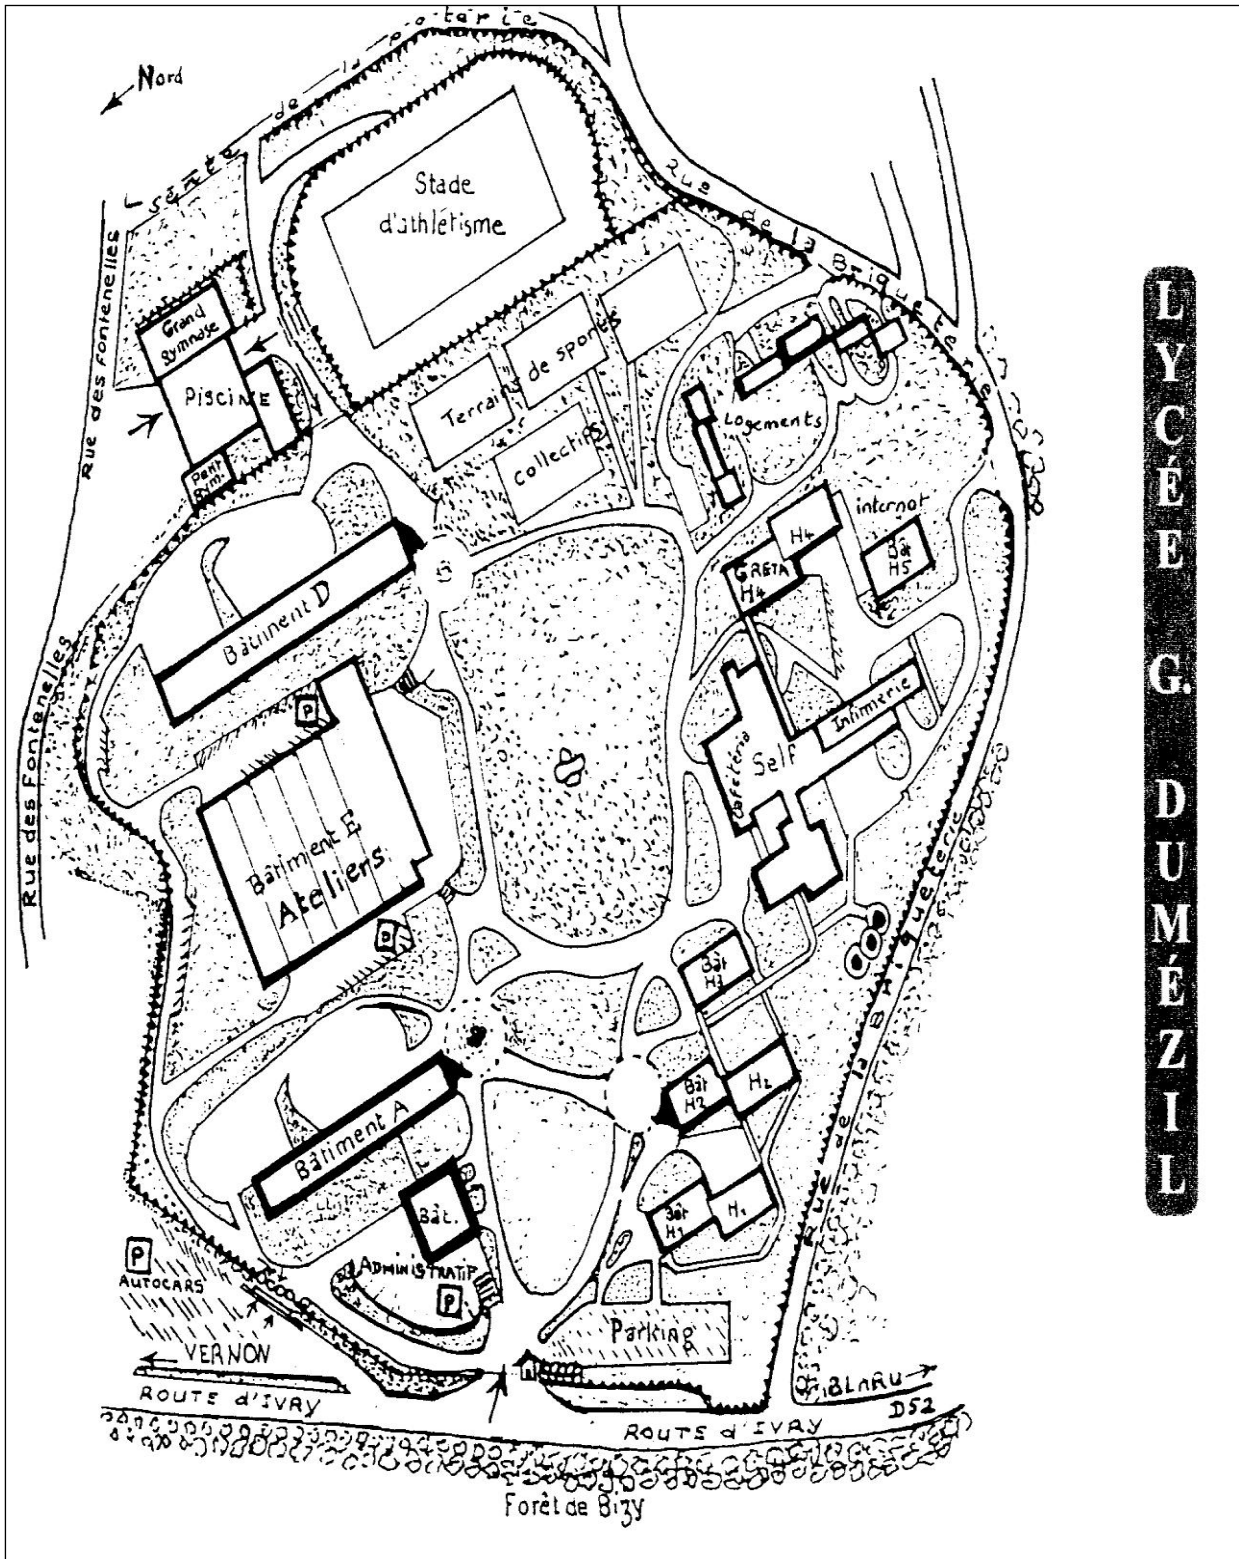 sente de la poterie
Nord
Rue des Fontenelles
Stade
d'athlétisme
Rue de la Briqueterie
Grand
Gymnase
PISCINE
Petit
Gym.
Terrains de sports
collectifs
Logements
internat
H4
GRETA
H4
Bât
H5
Bâtiment D
P
Infirmerie
Self
Cafétéria
Rue des Fontenelles
Bâtiment E
Ateliers
P
Bât
H3
Bât
H2
H2
Rue de la Briqueterie
Bâtiment A
Bât
H1
H1
Bât.
ADMINISTRATIF
P
P
AUTOCARS
Parking
VERNON
ROUTE d'IVRY
BLARU
D52
ROUTE d'IVRY
Forêt de Bizy
LYCÉE G. DUMÉZIL